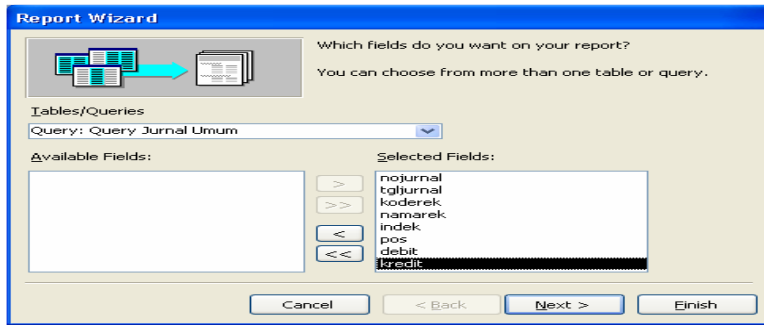 Report Wizard
Which fields do you want on your report?
You can choose from more than one table or query.
Tables/Queries
Query: Query Jurnal Umum
Available Fields:
Selected Fields:
>
>>
<
<<
nojurnal
tgljurnal
koderek
namarek
indek
pos
debit
kredit
Cancel
< Back
Next >
Finish